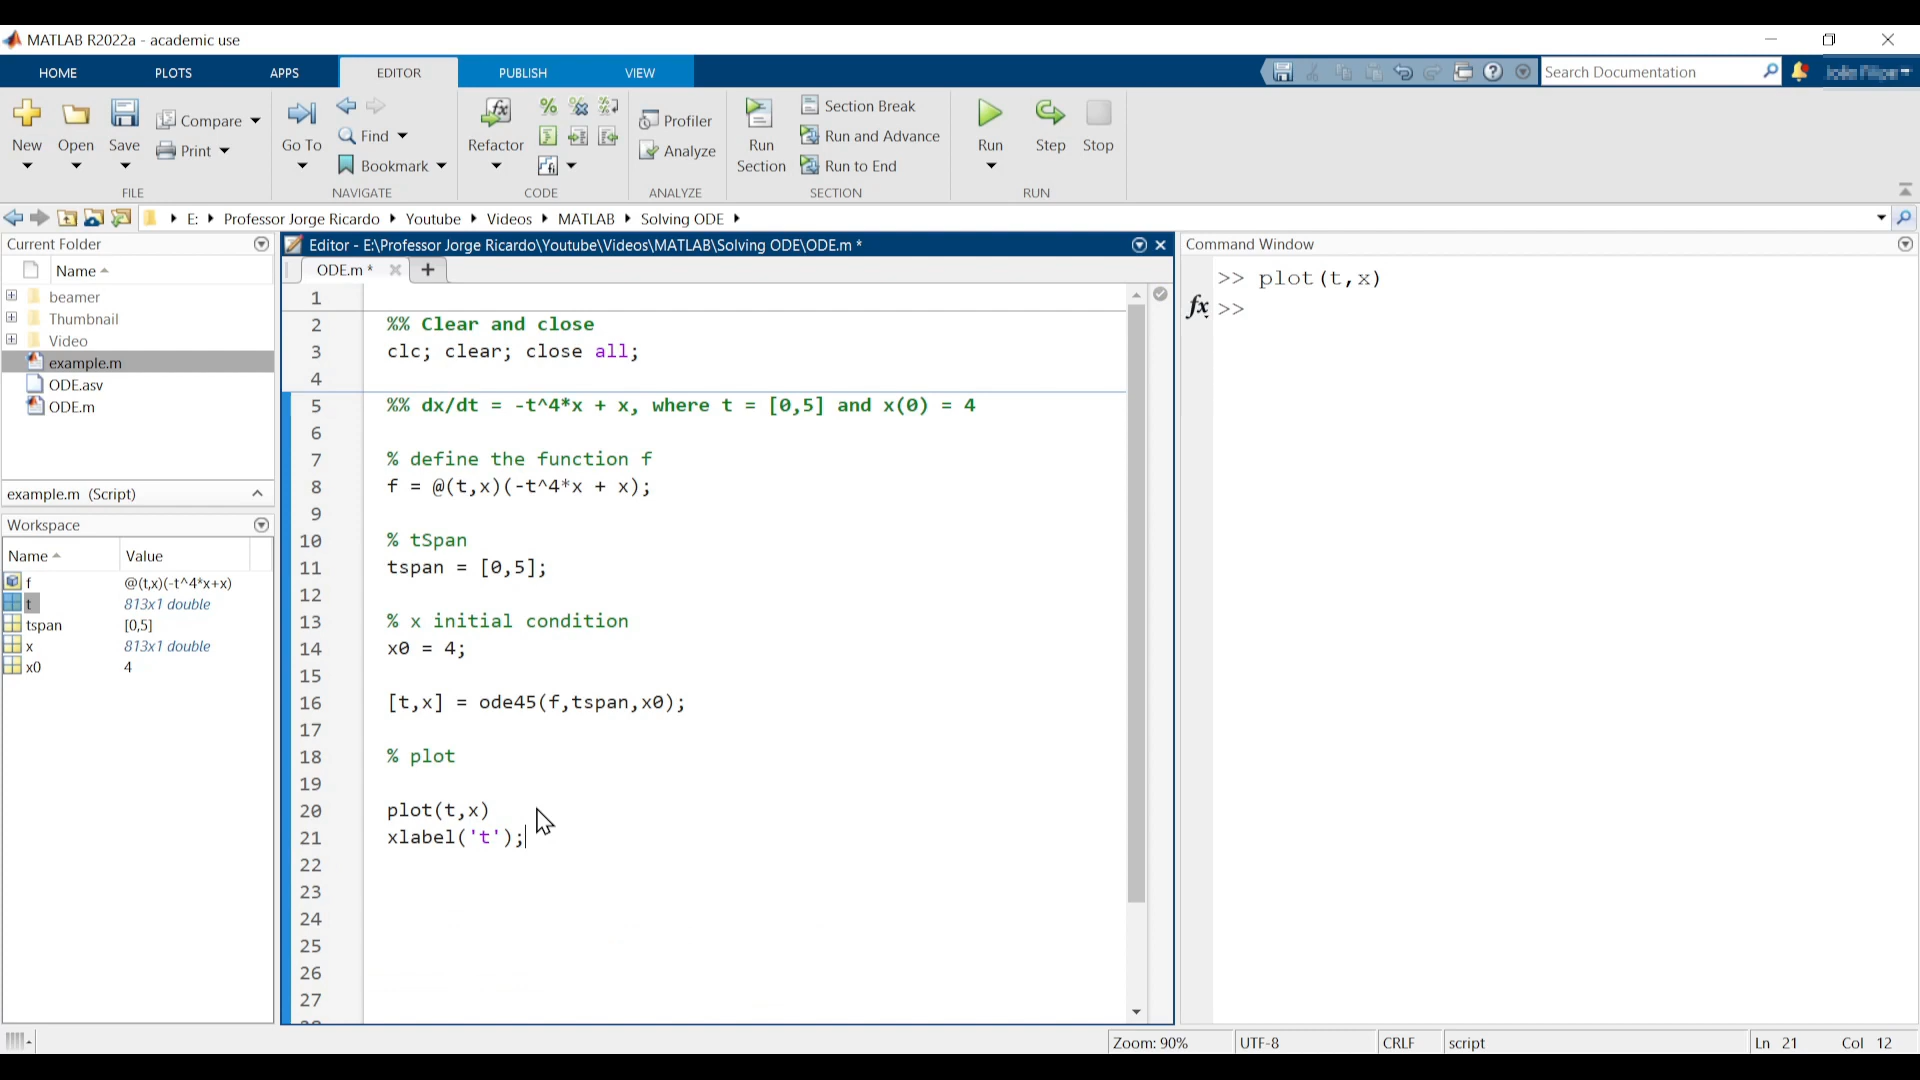 MATLAB R2022a - academic use
HOME PLOTS APPS EDITOR PUBLISH VIEW Search Documentation
New Open Save Compare Print
FILE
Go To Find Bookmark
NAVIGATE
Refactor
CODE
Profiler
Analyze
ANALYZE
Run Section
Section Break
Run and Advance
Run to End
SECTION
Run Step Stop
RUN
E: Professor Jorge Ricardo Youtube Videos MATLAB Solving ODE
Current Folder
Name
beamer
Thumbnail
Video
example.m
ODE.asv
ODE.m
example.m (Script)
Workspace
Name Value
f @(t,x)(-t^4*x+x)
t 813x1 double
tspan [0,5]
x 813x1 double
x0 4
Editor - E:\Professor Jorge Ricardo\Youtube\Videos\MATLAB\Solving ODE\ODE.m *
ODE.m *
1
2 %% Clear and close
3 clc; clear; close all;
4
5 %% dx/dt = -t^4*x + x, where t = [0,5] and x(0) = 4
6
7 % define the function f
8 f = @(t,x)(-t^4*x + x);
9
10 % tSpan
11 tspan = [0,5];
12
13 % x initial condition
14 x0 = 4;
15
16 [t,x] = ode45(f,tspan,x0);
17
18 % plot
19
20 plot(t,x)
21 xlabel('t');
22
23
24
25
26
27
Command Window
>> plot(t,x)
fx >>
Zoom: 90% UTF-8 CRLF script Ln 21 Col 12